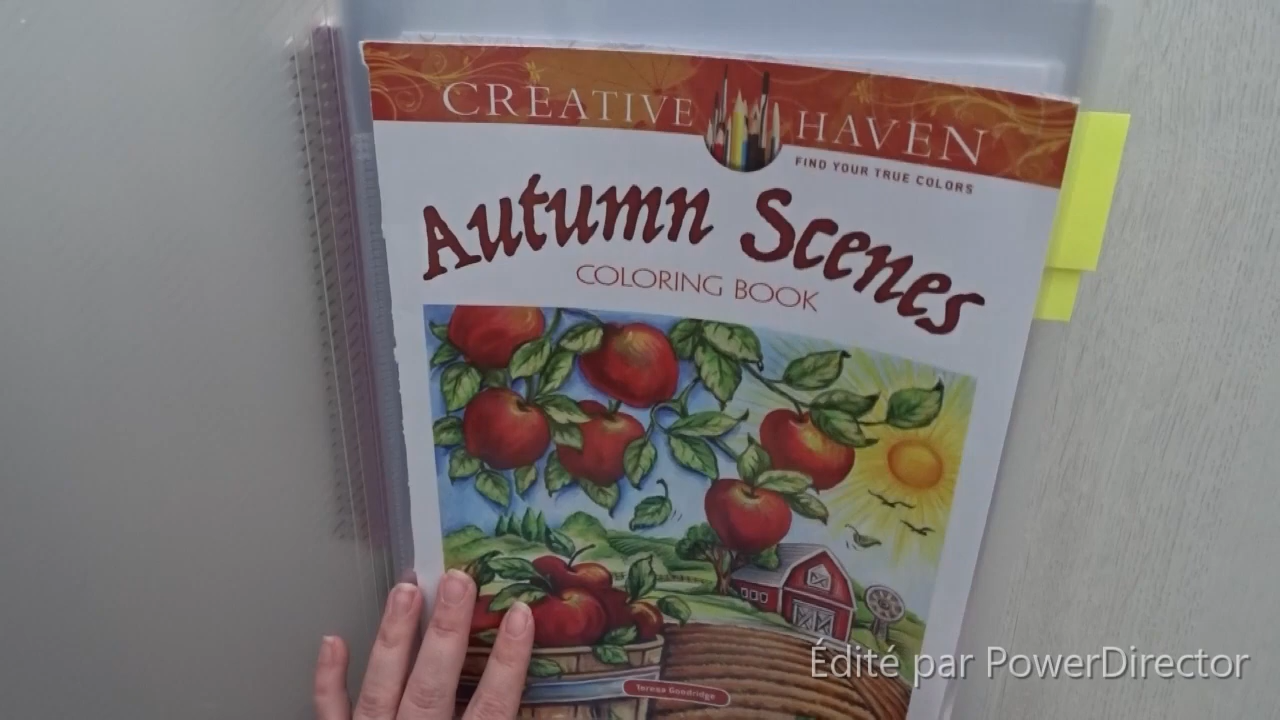 CREATIVE HAVEN
FIND YOUR TRUE COLORS
Autumn Scenes
COLORING BOOK
Teresa Goodridge
Édité par PowerDirector